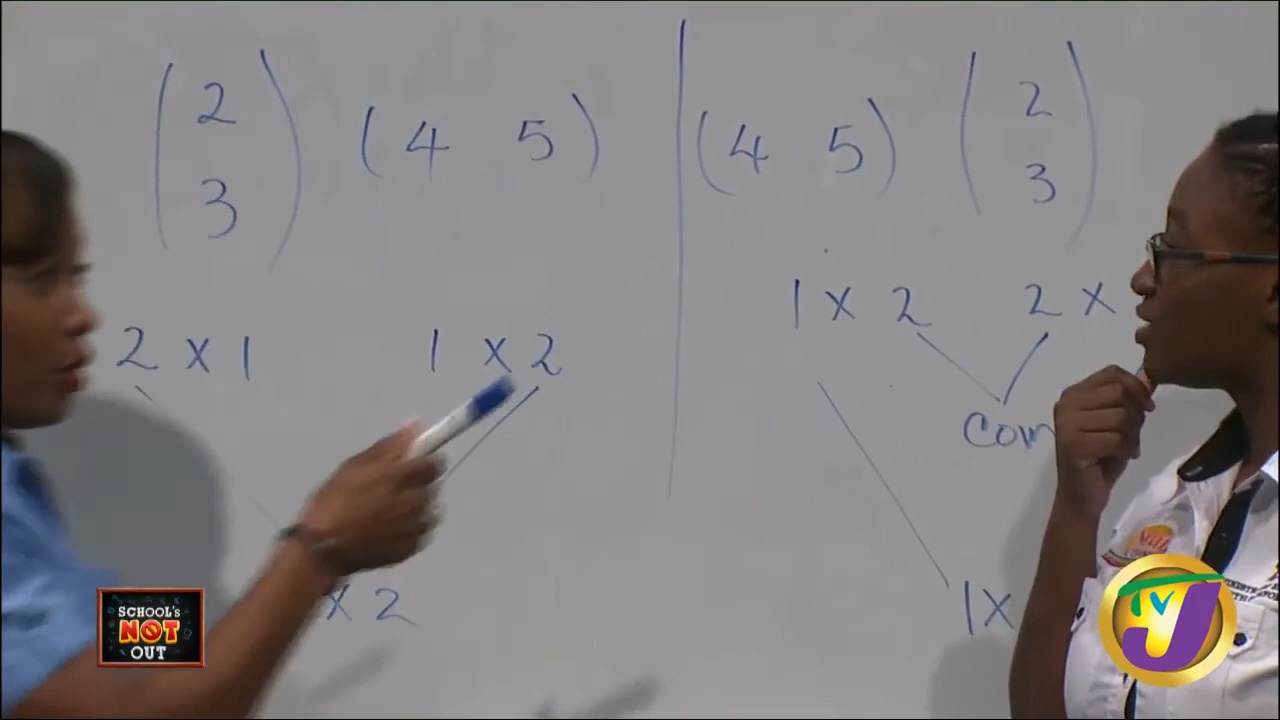 ( 2 ) ( 4 5 )
( 3 )
2 x 1 1 x 2
x 2
( 4 5 ) ( 2 )
( 3 )
1 x 2 2 x
com
1 x
SCHOOL'S
NOT
OUT
TVJ